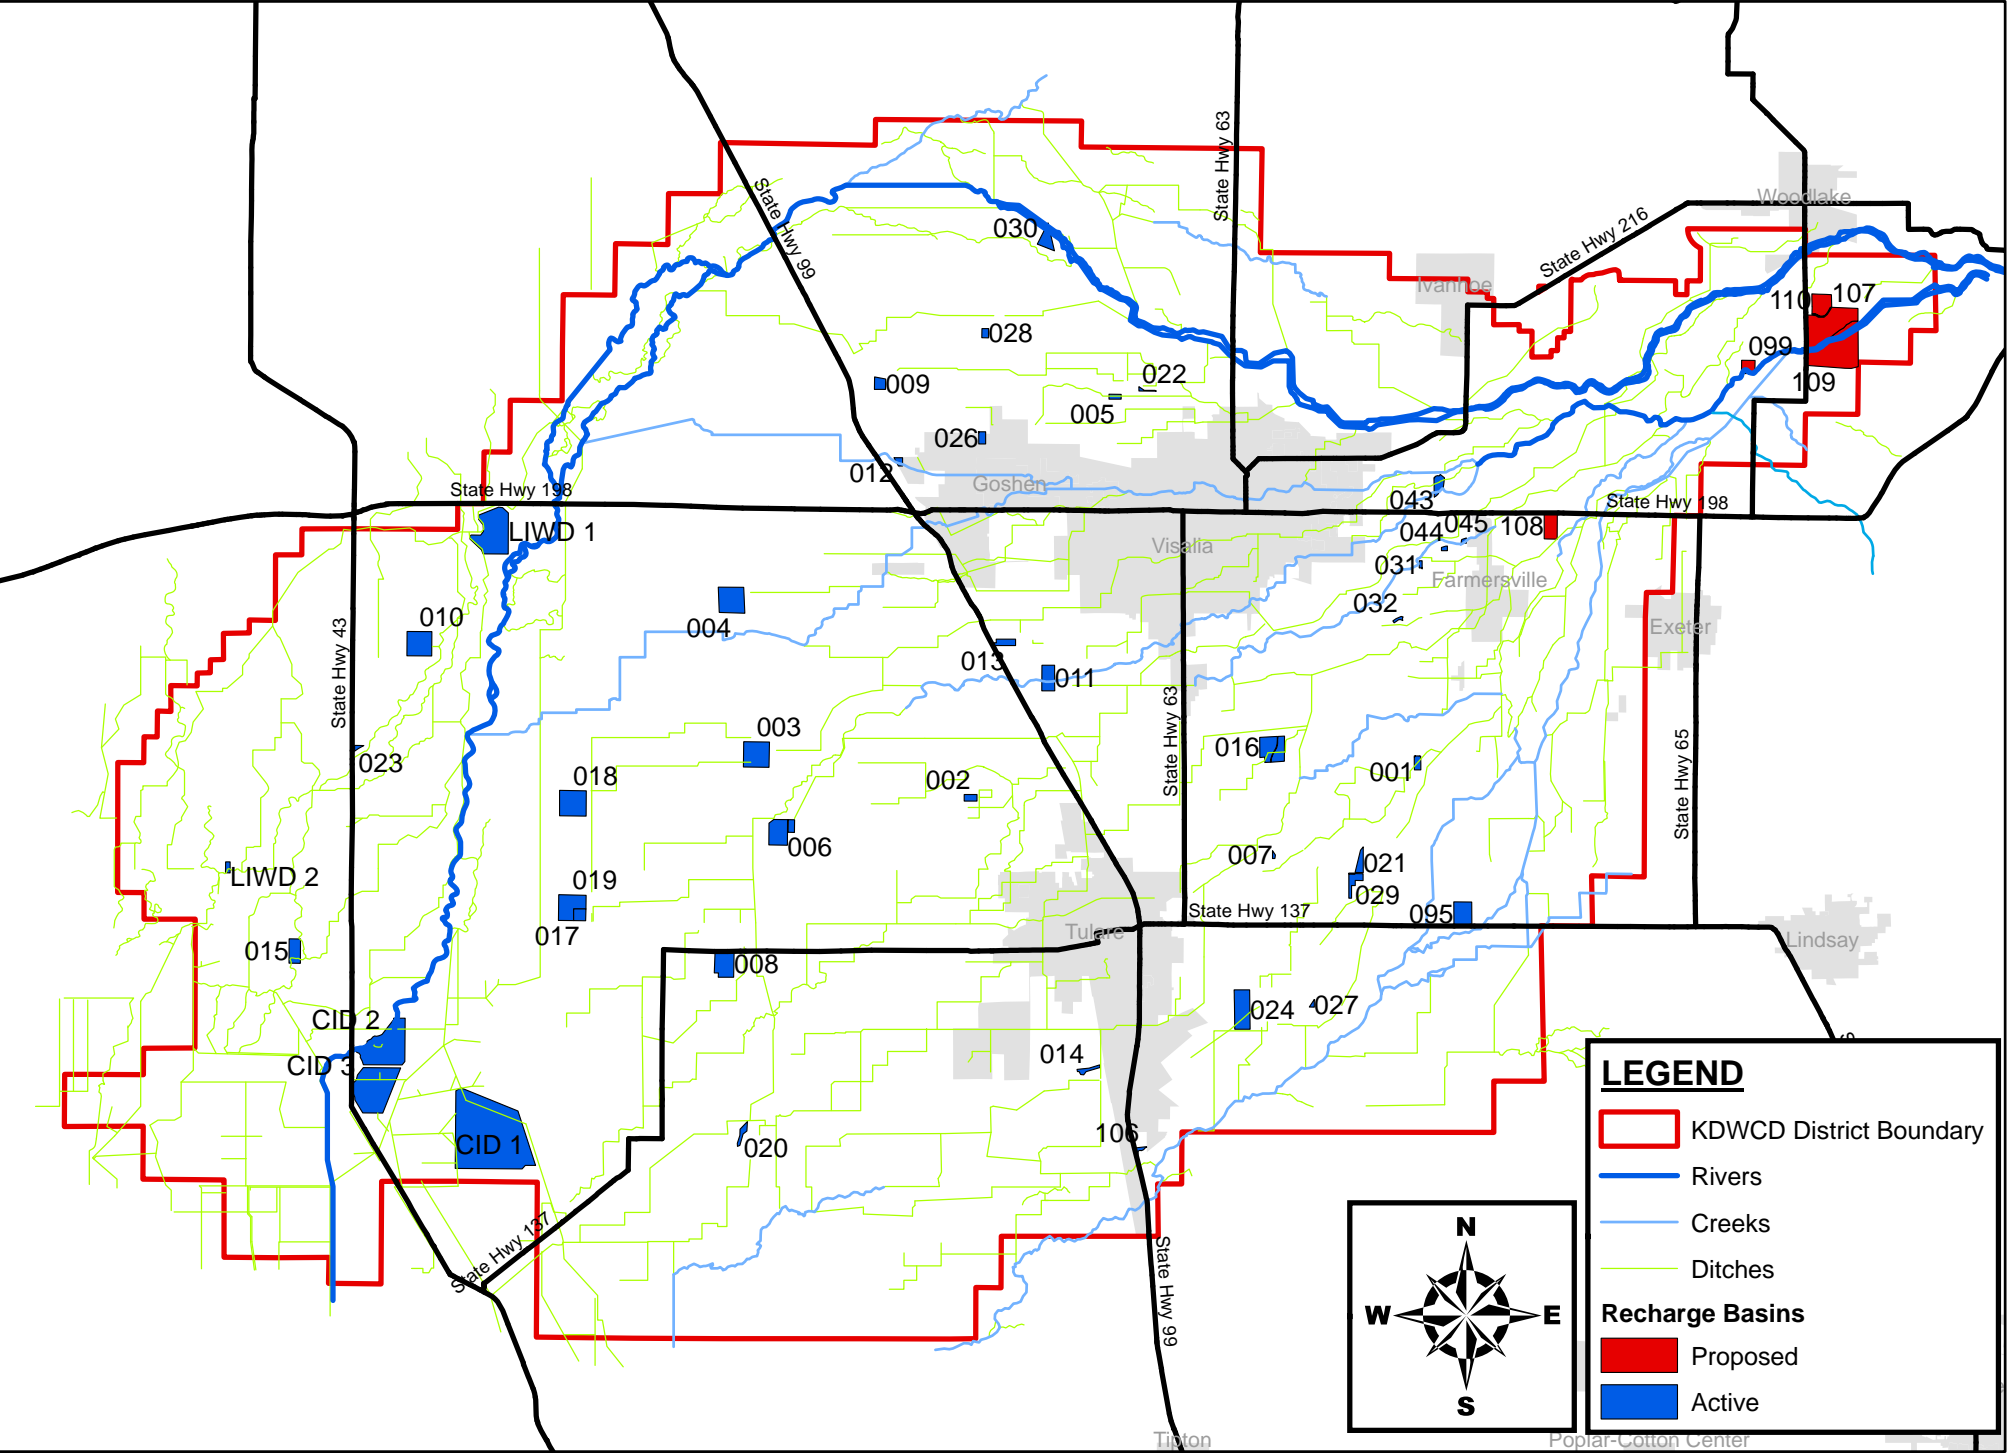 State Hwy 63
Woodlake
State Hwy 99
State Hwy 216
030
Ivanhoe
110
107
028
099
009
022
109
005
026
012
Goshen
State Hwy 198
043
State Hwy 198
LIWD 1
044
045
108
Visalia
031
Farmersville
010
004
032
Exeter
State Hwy 43
013
011
003
016
State Hwy 63
023
018
002
001
State Hwy 65
006
007
021
LIWD 2
019
029
State Hwy 137
095
017
Tulare
Lindsay
015
008
CID 2
024
027
CID 3
014
106
CID 1
020
State Hwy 137
State Hwy 99
LEGEND
KDWCD District Boundary
Rivers
Creeks
Ditches
Recharge Basins
Proposed
Active
N
W
E
S
Tipton
Poplar-Cotton Center